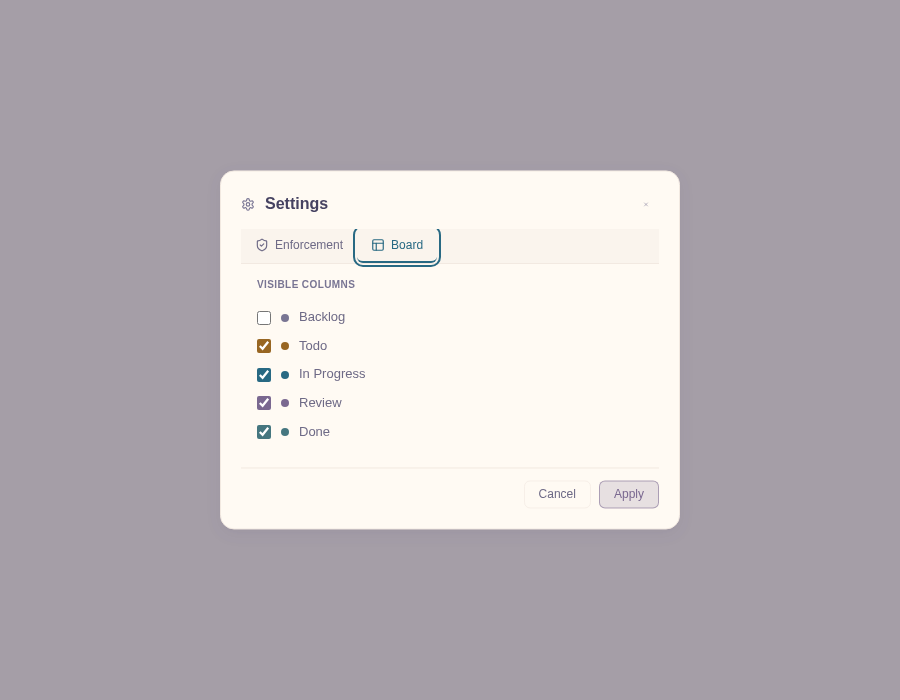 Settings
Enforcement
Board
VISIBLE COLUMNS
Backlog
Todo
In Progress
Review
Done
Cancel
Apply